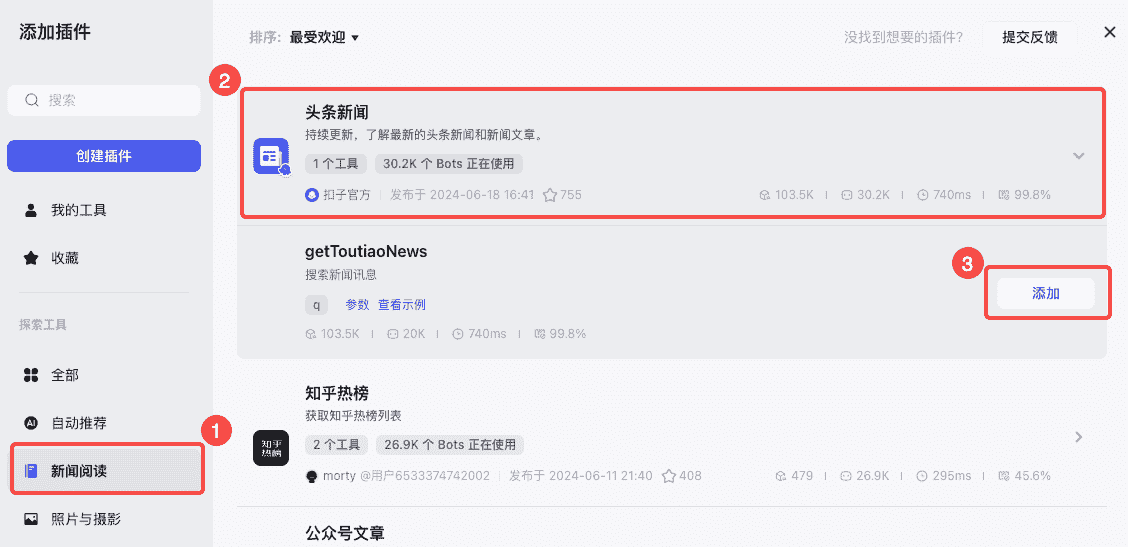 添加插件
搜索
创建插件
我的工具
收藏
探索工具
全部
自动推荐
新闻阅读
照片与摄影
1
排序: 最受欢迎
没找到想要的插件?
提交反馈
2
头条新闻
持续更新，了解最新的头条新闻和新闻文章。
1 个工具 30.2K 个 Bots 正在使用
扣子官方 发布于 2024-06-18 16:41 755 103.5K 30.2K 740ms 99.8%
getToutiaoNews
搜索新闻讯息
q 参数 查看示例
103.5K 20K 740ms 99.8%
3
添加
知乎热榜
知乎热榜
获取知乎热榜列表
2 个工具 26.9K 个 Bots 正在使用
morty @用户6533374742002 发布于 2024-06-11 21:40 408 479 26.9K 295ms 45.6%
公众号文章